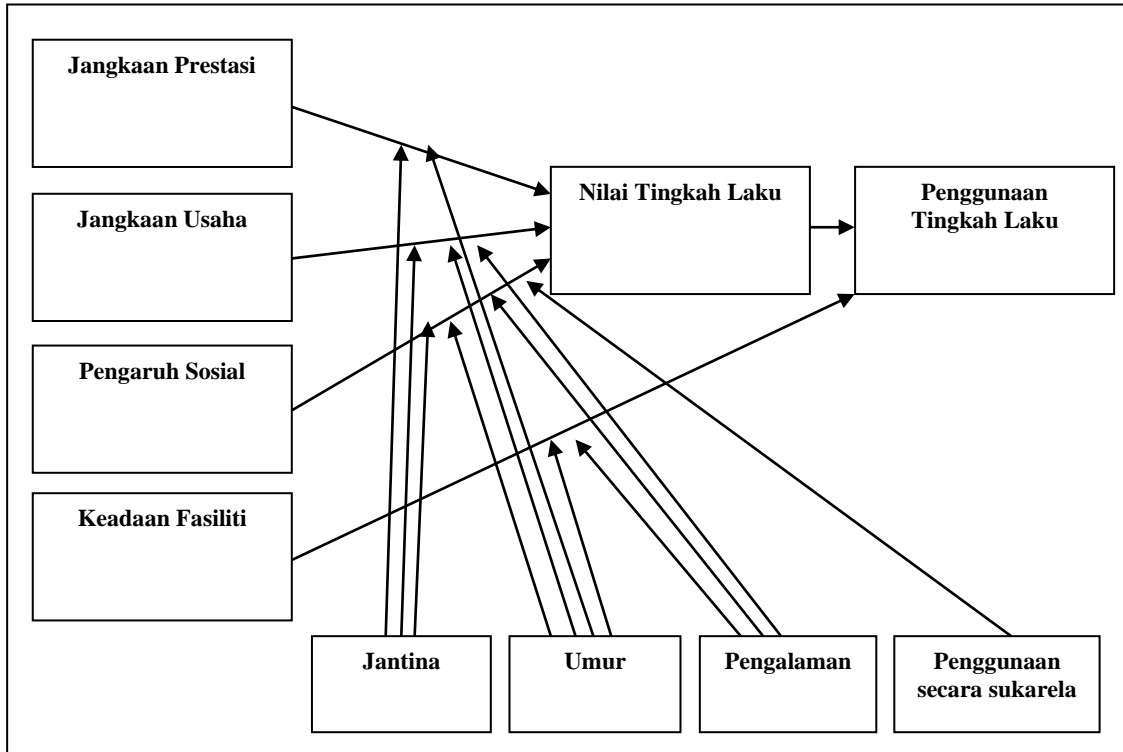 Jangkaan Prestasi
Jangkaan Usaha
Pengaruh Sosial
Keadaan Fasiliti
Nilai Tingkah Laku
Penggunaan
Tingkah Laku
Jantina
Umur
Pengalaman
Penggunaan
secara sukarela